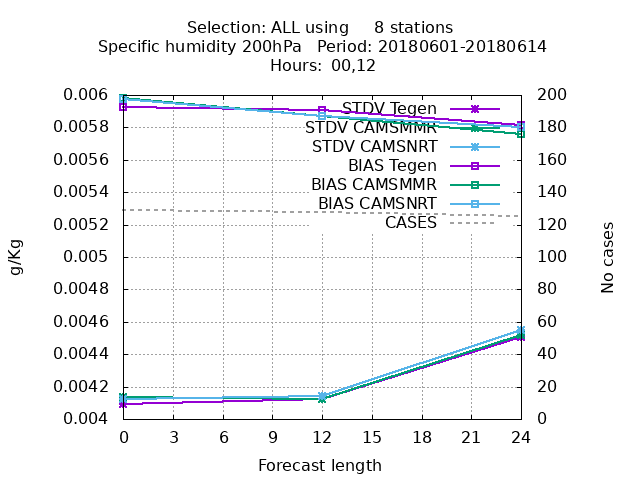 Selection: ALL using     8 stations
Specific humidity 200hPa   Period: 20180601-20180614
Hours: 00,12
0.006
0.0058
0.0056
0.0054
0.0052
0.005
0.0048
0.0046
0.0044
0.0042
0.004
g/Kg
STDV Tegen
STDV CAMSMMR
STDV CAMSNRT
BIAS Tegen
BIAS CAMSMMR
BIAS CAMSNRT
CASES
200
180
160
140
120
100
80
60
40
20
0
No cases
0 3 6 9 12 15 18 21 24
Forecast length